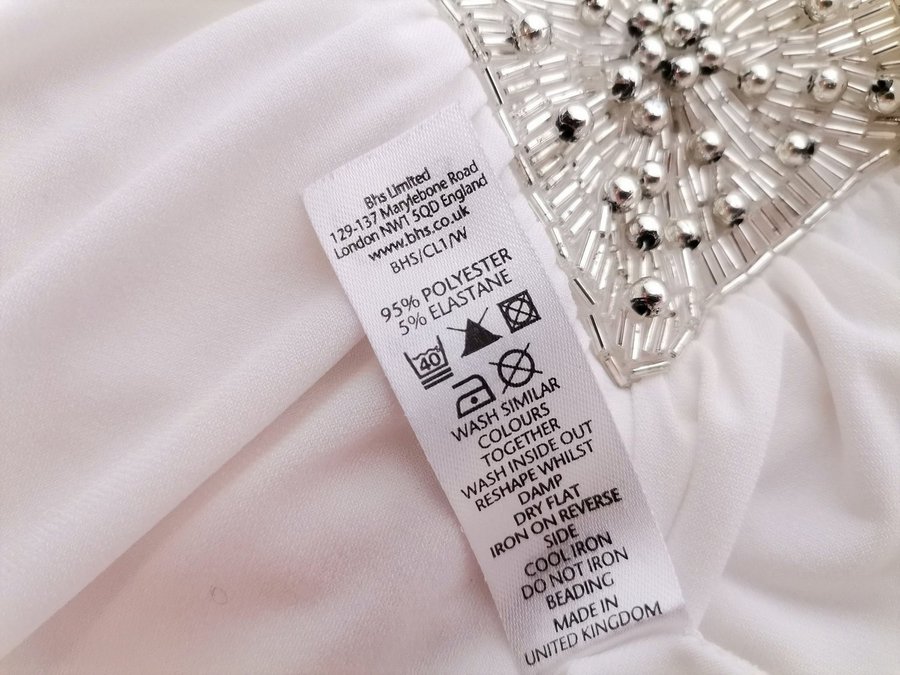 Bhs Limited
129-137 Marylebone Road
London NW1 5QD England
www.bhs.co.uk
BHS/CL1/W
95% POLYESTER
5% ELASTANE
40
WASH SIMILAR
COLOURS
TOGETHER
WASH INSIDE OUT
RESHAPE WHILST
DAMP
DRY FLAT
IRON ON REVERSE
SIDE
COOL IRON
DO NOT IRON
BEADING
MADE IN
UNITED KINGDOM